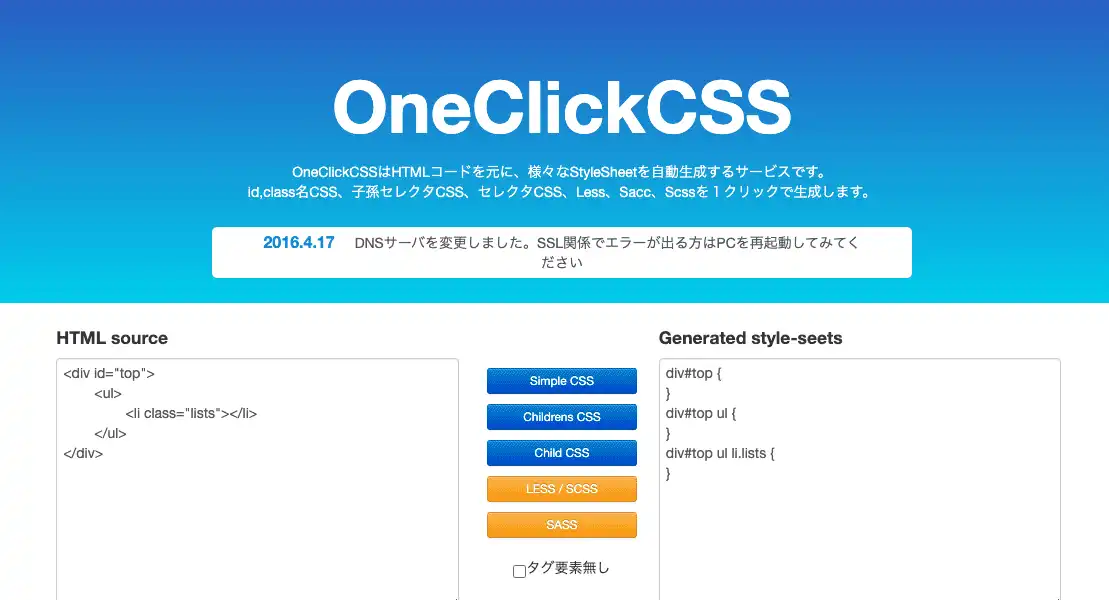 OneClickCSS
OneClickCSSはHTMLコードを元に、様々なStyleSheetを自動生成するサービスです。
id,class名CSS、子孫セレクタCSS、セレクタCSS、Less、Sacc、Scssを１クリックで生成します。
2016.4.17 DNSサーバを変更しました。SSL関係でエラーが出る方はPCを再起動してみてく
ださい
HTML source
<div id="top">
<ul>
<li class="lists"></li>
</ul>
</div>
Simple CSS
Childrens CSS
Child CSS
LESS / SCSS
SASS
タグ要素無し
Generated style-seets
div#top {
}
div#top ul {
}
div#top ul li.lists {
}